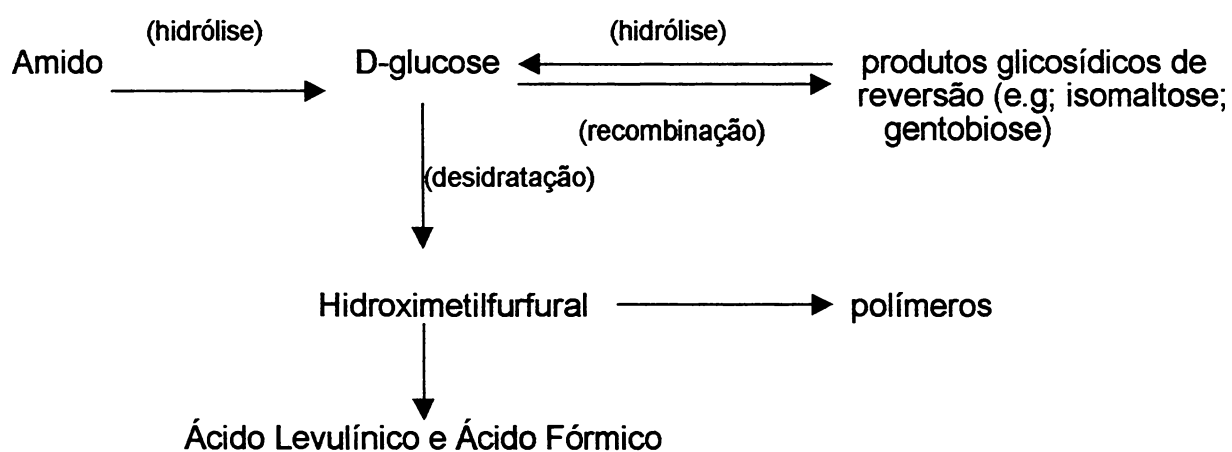 (hidrólise)
(hidrólise)
Amido
D-glucose
produtos glicosídicos de
reversão (e.g; isomaltose;
gentobiose)
(recombinação)
(desidratação)
Hidroximetilfurfural
polímeros
Ácido Levulínico e Ácido Fórmico